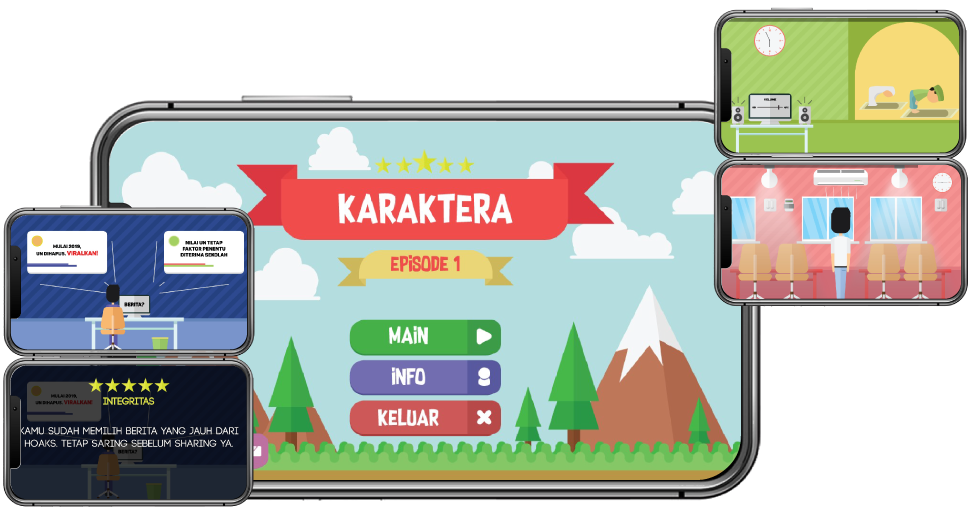 KARAKTERA
EPISODE 1
MAIN
INFO
KELUAR
MULAI 2019,
UN DIHAPUS. VIRALKAN!
NILAI UN TETAP
FAKTOR PENENTU
DITERIMA SEKOLAH
BERITA?
INTEGRITAS
KAMU SUDAH MEMILIH BERITA YANG JAUH DARI
HOAKS. TETAP SARING SEBELUM SHARING YA.
MULAI 2019,
UN DIHAPUS. VIRALKAN!
BERITA?
VOLUME